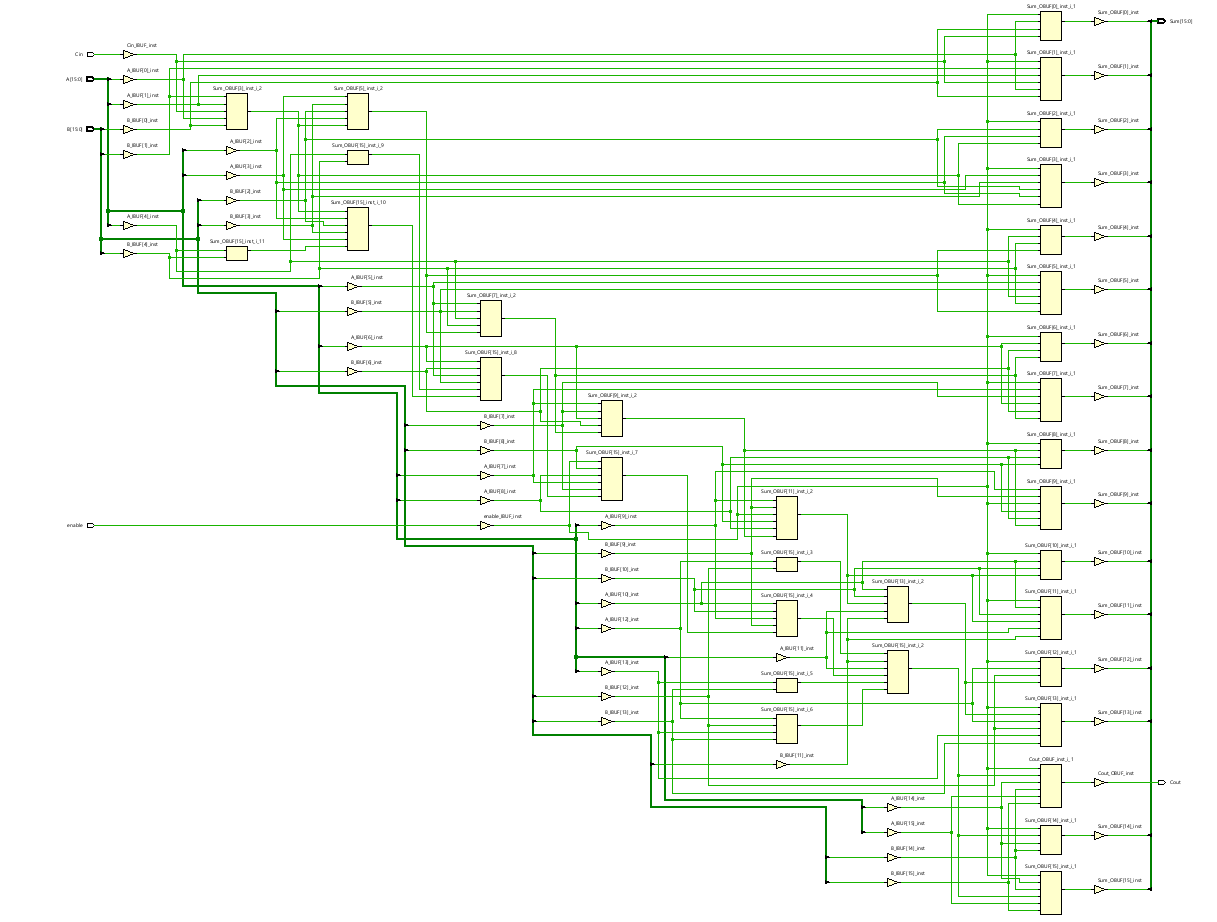 Sum_OBUF[0]_inst_i_1
Sum_OBUF[0]_inst
Sum[15:0]
Cin_IBUF_inst
Cin
Sum_OBUF[1]_inst_i_1
Sum_OBUF[1]_inst
A_IBUF[0]_inst
A[15:0]
Sum_OBUF[3]_inst_i_2
Sum_OBUF[5]_inst_i_2
A_IBUF[1]_inst
Sum_OBUF[2]_inst_i_1
Sum_OBUF[2]_inst
B_IBUF[0]_inst
B[15:0]
A_IBUF[2]_inst
Sum_OBUF[15]_inst_i_9
B_IBUF[1]_inst
Sum_OBUF[3]_inst_i_1
Sum_OBUF[3]_inst
A_IBUF[3]_inst
B_IBUF[2]_inst
Sum_OBUF[15]_inst_i_10
A_IBUF[4]_inst
B_IBUF[3]_inst
Sum_OBUF[4]_inst_i_1
Sum_OBUF[4]_inst
B_IBUF[4]_inst
Sum_OBUF[15]_inst_i_11
Sum_OBUF[5]_inst_i_1
Sum_OBUF[5]_inst
A_IBUF[5]_inst
Sum_OBUF[7]_inst_i_2
B_IBUF[5]_inst
Sum_OBUF[6]_inst_i_1
Sum_OBUF[6]_inst
A_IBUF[6]_inst
Sum_OBUF[15]_inst_i_8
B_IBUF[6]_inst
Sum_OBUF[7]_inst_i_1
Sum_OBUF[7]_inst
Sum_OBUF[9]_inst_i_2
B_IBUF[7]_inst
Sum_OBUF[8]_inst_i_1
Sum_OBUF[8]_inst
B_IBUF[8]_inst
Sum_OBUF[15]_inst_i_7
A_IBUF[7]_inst
Sum_OBUF[9]_inst_i_1
Sum_OBUF[9]_inst
A_IBUF[8]_inst
Sum_OBUF[11]_inst_i_2
enable_IBUF_inst
A_IBUF[9]_inst
enable
B_IBUF[9]_inst
Sum_OBUF[15]_inst_i_3
Sum_OBUF[10]_inst_i_1
Sum_OBUF[10]_inst
B_IBUF[10]_inst
Sum_OBUF[13]_inst_i_2
Sum_OBUF[11]_inst_i_1
A_IBUF[10]_inst
Sum_OBUF[15]_inst_i_4
Sum_OBUF[11]_inst
A_IBUF[12]_inst
A_IBUF[11]_inst
Sum_OBUF[15]_inst_i_2
Sum_OBUF[12]_inst_i_1
Sum_OBUF[12]_inst
A_IBUF[13]_inst
Sum_OBUF[15]_inst_i_5
B_IBUF[12]_inst
Sum_OBUF[13]_inst_i_1
Sum_OBUF[13]_inst
B_IBUF[13]_inst
Sum_OBUF[15]_inst_i_6
B_IBUF[11]_inst
Cout_OBUF_inst_i_1
Cout_OBUF_inst
Cout
A_IBUF[14]_inst
Sum_OBUF[14]_inst_i_1
Sum_OBUF[14]_inst
A_IBUF[15]_inst
B_IBUF[14]_inst
Sum_OBUF[15]_inst_i_1
B_IBUF[15]_inst
Sum_OBUF[15]_inst